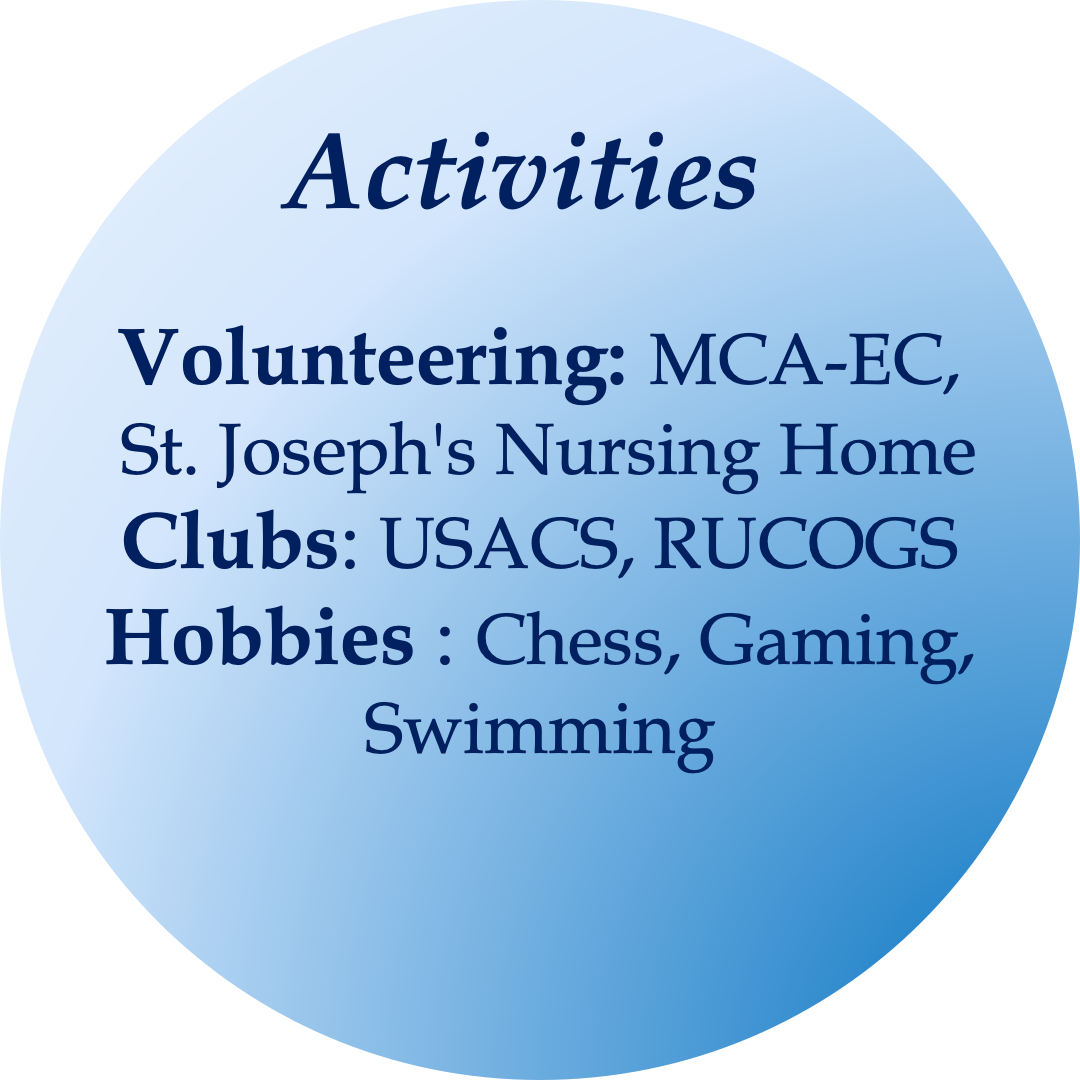 Activities
Volunteering: MCA-EC,
St. Joseph's Nursing Home
Clubs: USACS, RUCOGS
Hobbies : Chess, Gaming,
Swimming